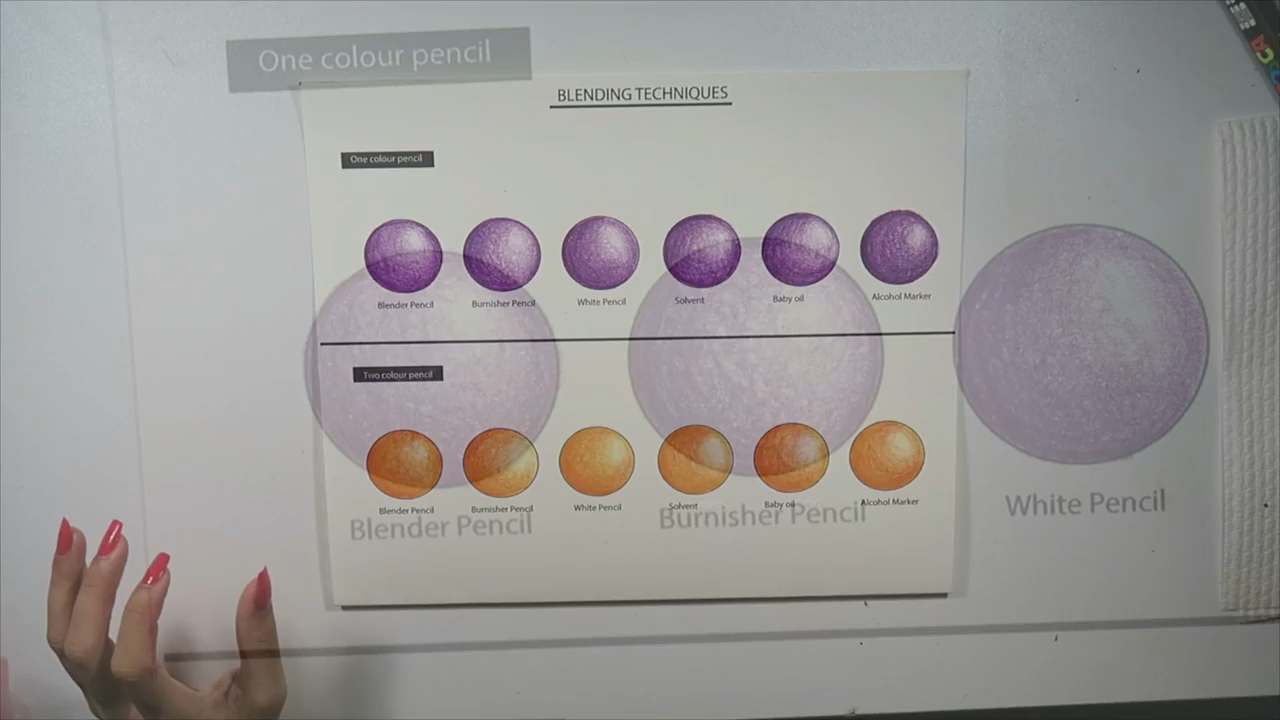 One colour pencil
BLENDING TECHNIQUES
One colour pencil
Blender Pencil
Burnisher Pencil
White Pencil
Solvent
Baby oil
Alcohol Marker
Two colour pencil
Blender Pencil
Burnisher Pencil
White Pencil
Solvent
Baby oil
Alcohol Marker
Blender Pencil
Burnisher Pencil
White Pencil